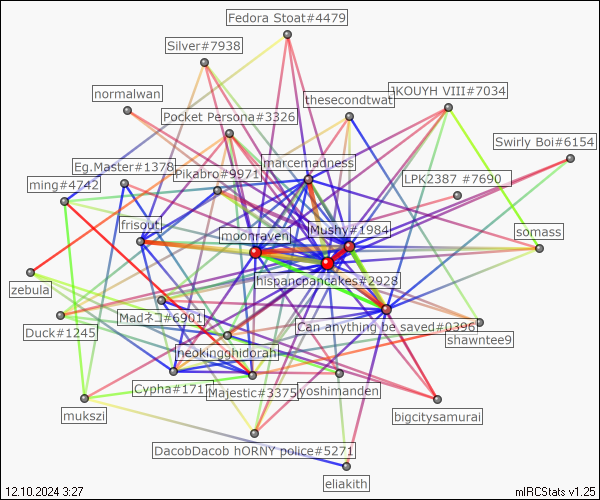 Fedora Stoat#4479
Silver#7938
JKOUYH VIII#7034
normalwan
thesecondtwat
Pocket Persona#3326
Swirly Boi#6154
marcemadness
Eg.Master#1378
Pikabro#9971
LPK2387 #7690
ming#4742
frisout
Mushy#1984
somass
moonraven
hispancpancakes#2928
zebula
Madネコ#6901
Duck#1245
Can anything be saved#0396
shawntee9
neokingghidorah
Cypha#171
Majestic#3375
yoshimanden
mukszi
bigcitysamurai
DacobDacob hORNY police#5271
eliakith
12.10.2024 3:27
mIRCStats v1.25